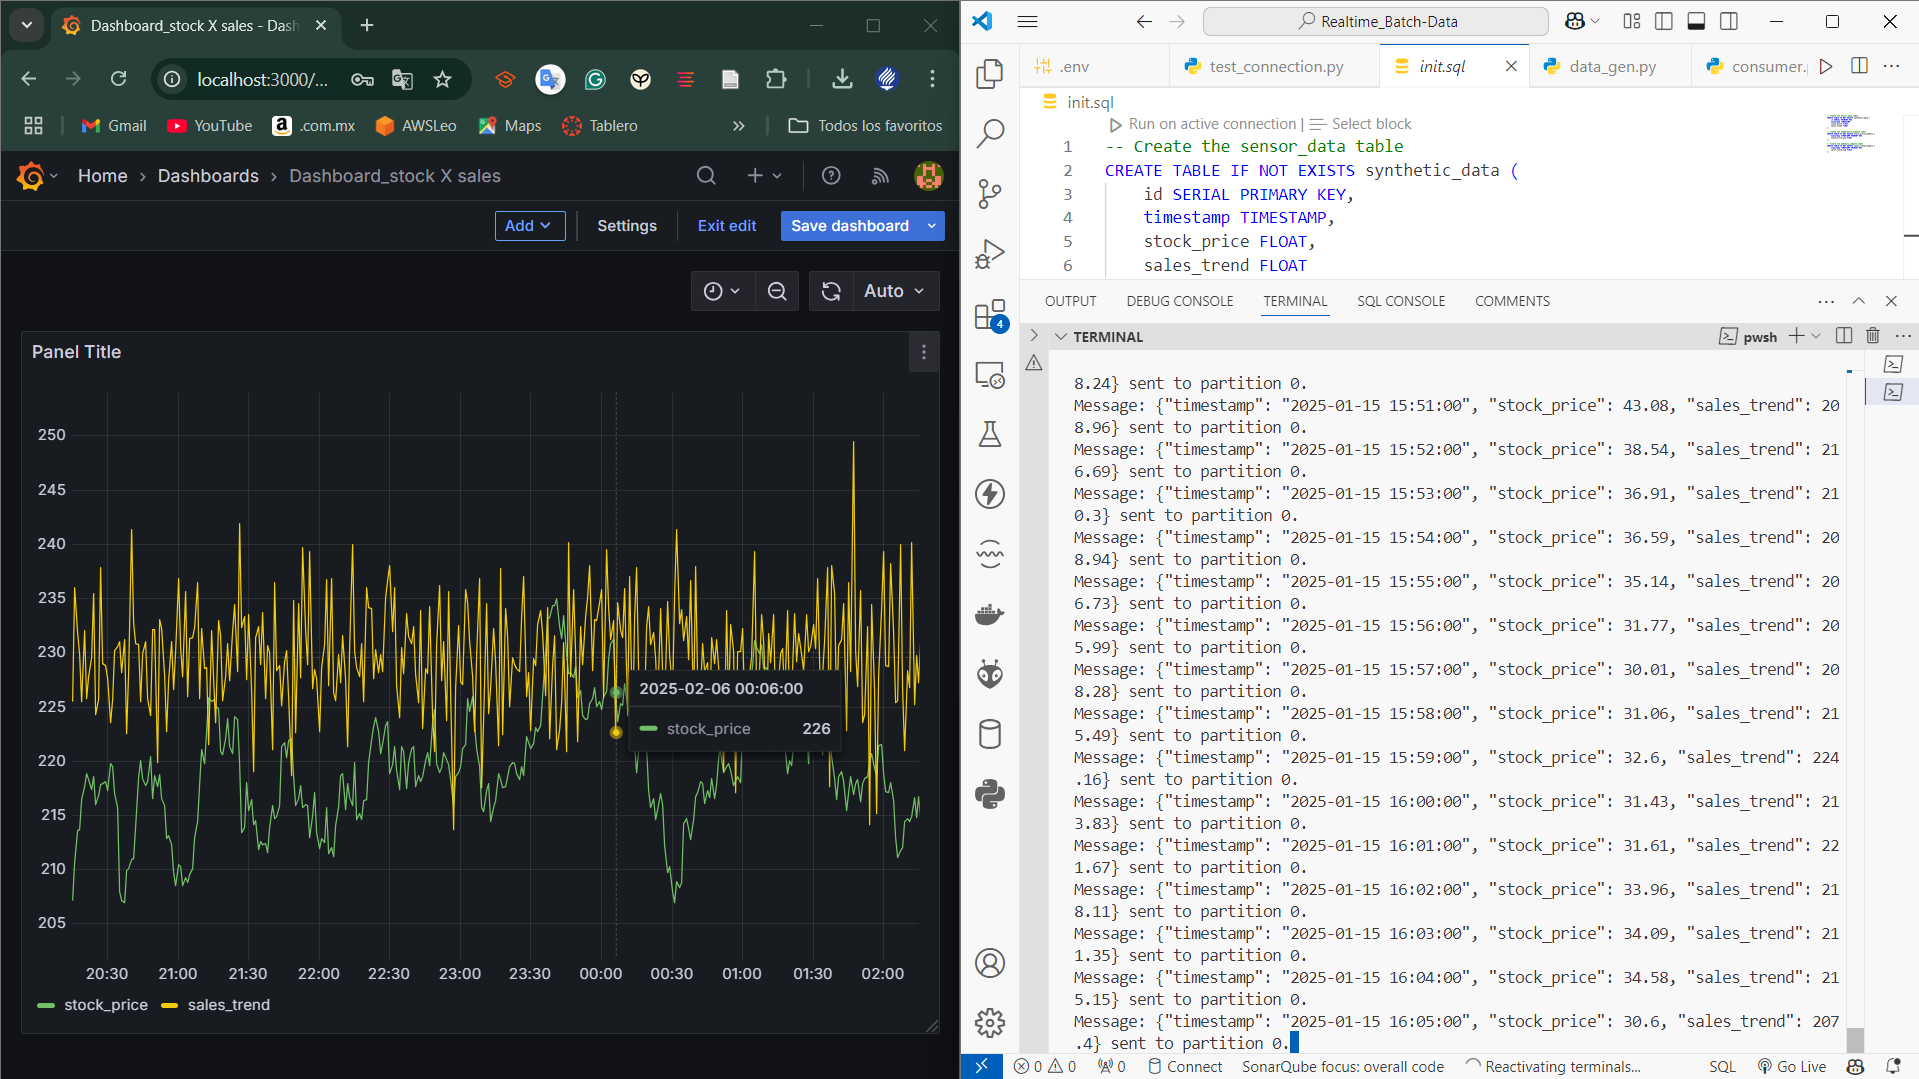 Dashboard_stock X sales - Dash
localhost:3000/...
Gmail
YouTube
.com.mx
AWSLeo
Maps
Tablero
»
Todos los favoritos
Home › Dashboards › Dashboard_stock X sales
Add
Settings
Exit edit
Save dashboard
Auto
Panel Title
250
245
240
235
230
225
220
215
210
205
2025-02-06 00:06:00
stock_price 226
20:30 21:00 21:30 22:00 22:30 23:00 23:30 00:00 00:30 01:00 01:30 02:00
stock_price sales_trend
Realtime_Batch-Data
.env
test_connection.py
init.sql
data_gen.py
consumer.
init.sql
Run on active connection | Select block
1 -- Create the sensor_data table
2 CREATE TABLE IF NOT EXISTS synthetic_data (
3 id SERIAL PRIMARY KEY,
4 timestamp TIMESTAMP,
5 stock_price FLOAT,
6 sales_trend FLOAT
OUTPUT DEBUG CONSOLE TERMINAL SQL CONSOLE COMMENTS
TERMINAL
pwsh
4
8.24} sent to partition 0.
Message: {"timestamp": "2025-01-15 15:51:00", "stock_price": 43.08, "sales_trend": 20
8.96} sent to partition 0.
Message: {"timestamp": "2025-01-15 15:52:00", "stock_price": 38.54, "sales_trend": 21
6.69} sent to partition 0.
Message: {"timestamp": "2025-01-15 15:53:00", "stock_price": 36.91, "sales_trend": 21
0.3} sent to partition 0.
Message: {"timestamp": "2025-01-15 15:54:00", "stock_price": 36.59, "sales_trend": 20
8.94} sent to partition 0.
Message: {"timestamp": "2025-01-15 15:55:00", "stock_price": 35.14, "sales_trend": 20
6.73} sent to partition 0.
Message: {"timestamp": "2025-01-15 15:56:00", "stock_price": 31.77, "sales_trend": 20
5.99} sent to partition 0.
Message: {"timestamp": "2025-01-15 15:57:00", "stock_price": 30.01, "sales_trend": 20
8.28} sent to partition 0.
Message: {"timestamp": "2025-01-15 15:58:00", "stock_price": 31.06, "sales_trend": 21
5.49} sent to partition 0.
Message: {"timestamp": "2025-01-15 15:59:00", "stock_price": 32.6, "sales_trend": 224
.16} sent to partition 0.
Message: {"timestamp": "2025-01-15 16:00:00", "stock_price": 31.43, "sales_trend": 21
3.83} sent to partition 0.
Message: {"timestamp": "2025-01-15 16:01:00", "stock_price": 31.61, "sales_trend": 22
1.67} sent to partition 0.
Message: {"timestamp": "2025-01-15 16:02:00", "stock_price": 33.96, "sales_trend": 21
8.11} sent to partition 0.
Message: {"timestamp": "2025-01-15 16:03:00", "stock_price": 34.09, "sales_trend": 21
1.35} sent to partition 0.
Message: {"timestamp": "2025-01-15 16:04:00", "stock_price": 34.58, "sales_trend": 21
5.15} sent to partition 0.
Message: {"timestamp": "2025-01-15 16:05:00", "stock_price": 30.6, "sales_trend": 207
.4} sent to partition 0.
0 0 0 Connect SonarQube focus: overall code Reactivating terminals... SQL Go Live